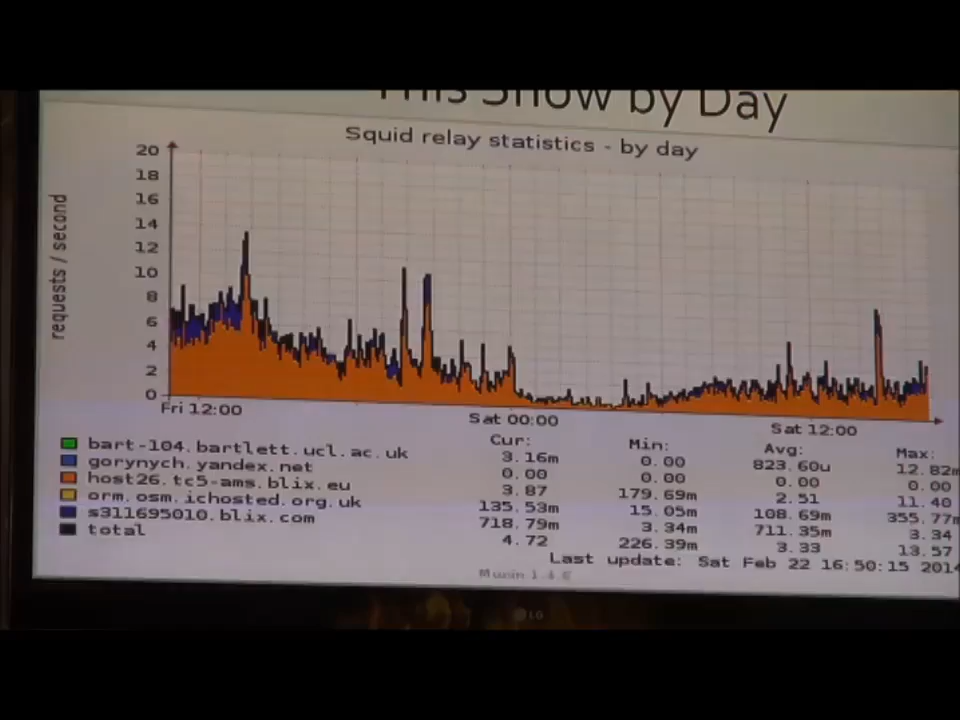 This Show by Day
Squid relay statistics - by day
requests / second
20
18
16
14
12
10
8
6
4
2
0
Fri 12:00 Sat 00:00 Sat 12:00
Cur: Min: Avg: Max:
bart-104.bartlett.ucl.ac.uk 3.16m 0.00 823.60u 12.82m
gorynych.yandex.net 0.00 0.00 0.00 0.00
host26.tc5-ams.blix.eu 3.87 179.69m 2.51 11.40
orm.osm.ichosted.org.uk 135.53m 15.05m 108.69m 355.77m
s311695010.blix.com 718.79m 3.34m 711.35m 3.34
total 4.72 226.39m 3.33 13.57
Last update: Sat Feb 22 16:50:15 2014
Munin 1.4.6
LG